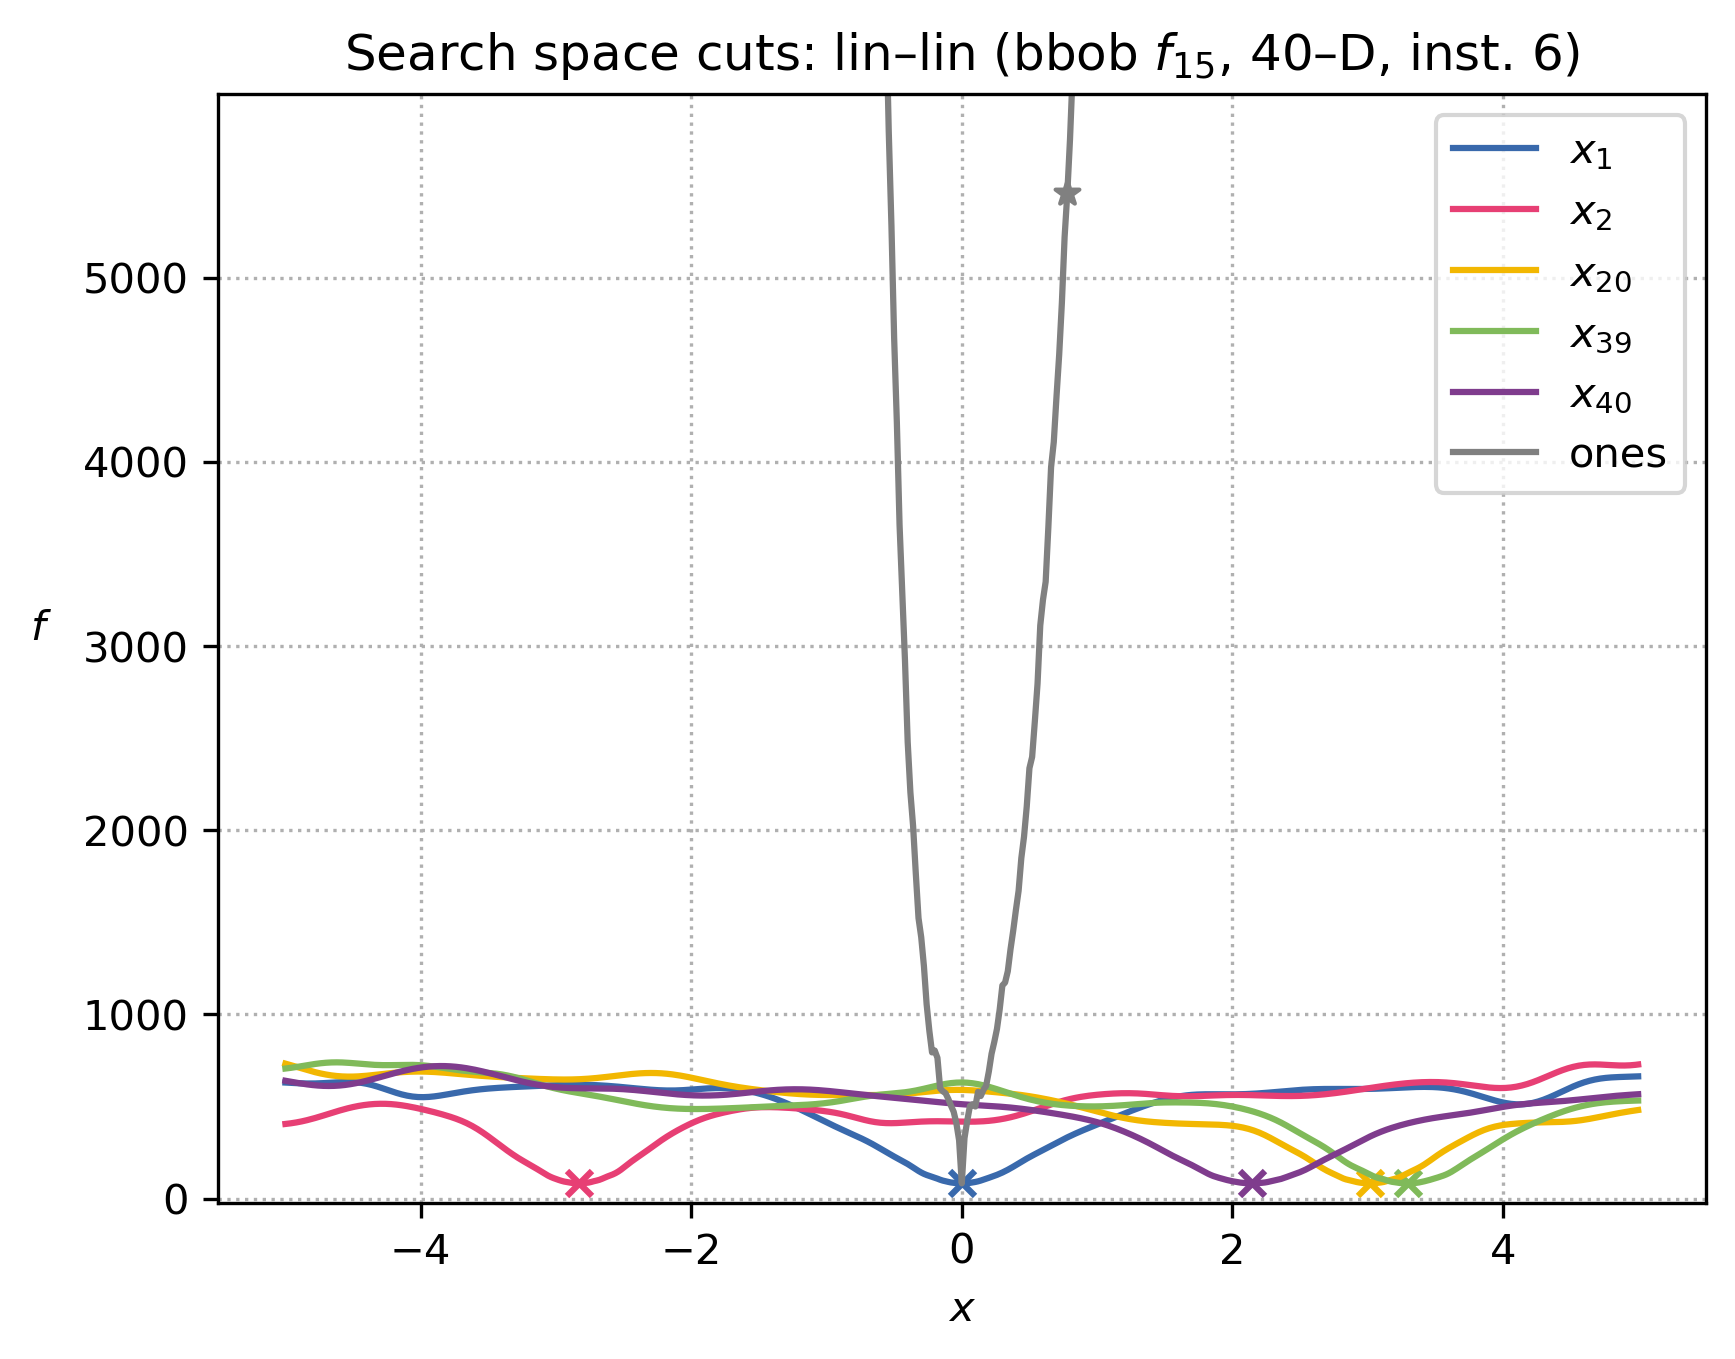 Search space cuts: lin–lin (bbob f₁₅, 40–D, inst. 6)
x₁
x₂
x₂₀
x₃₉
x₄₀
ones
5000
4000
3000
2000
1000
0
f
−4
−2
0
2
4
x